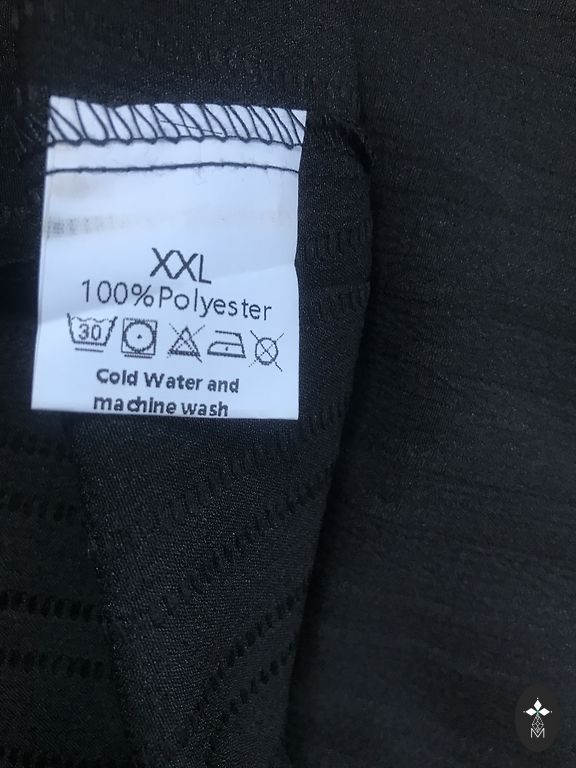 XXL
100%Polyester
30
Cold Water and
machine wash
M